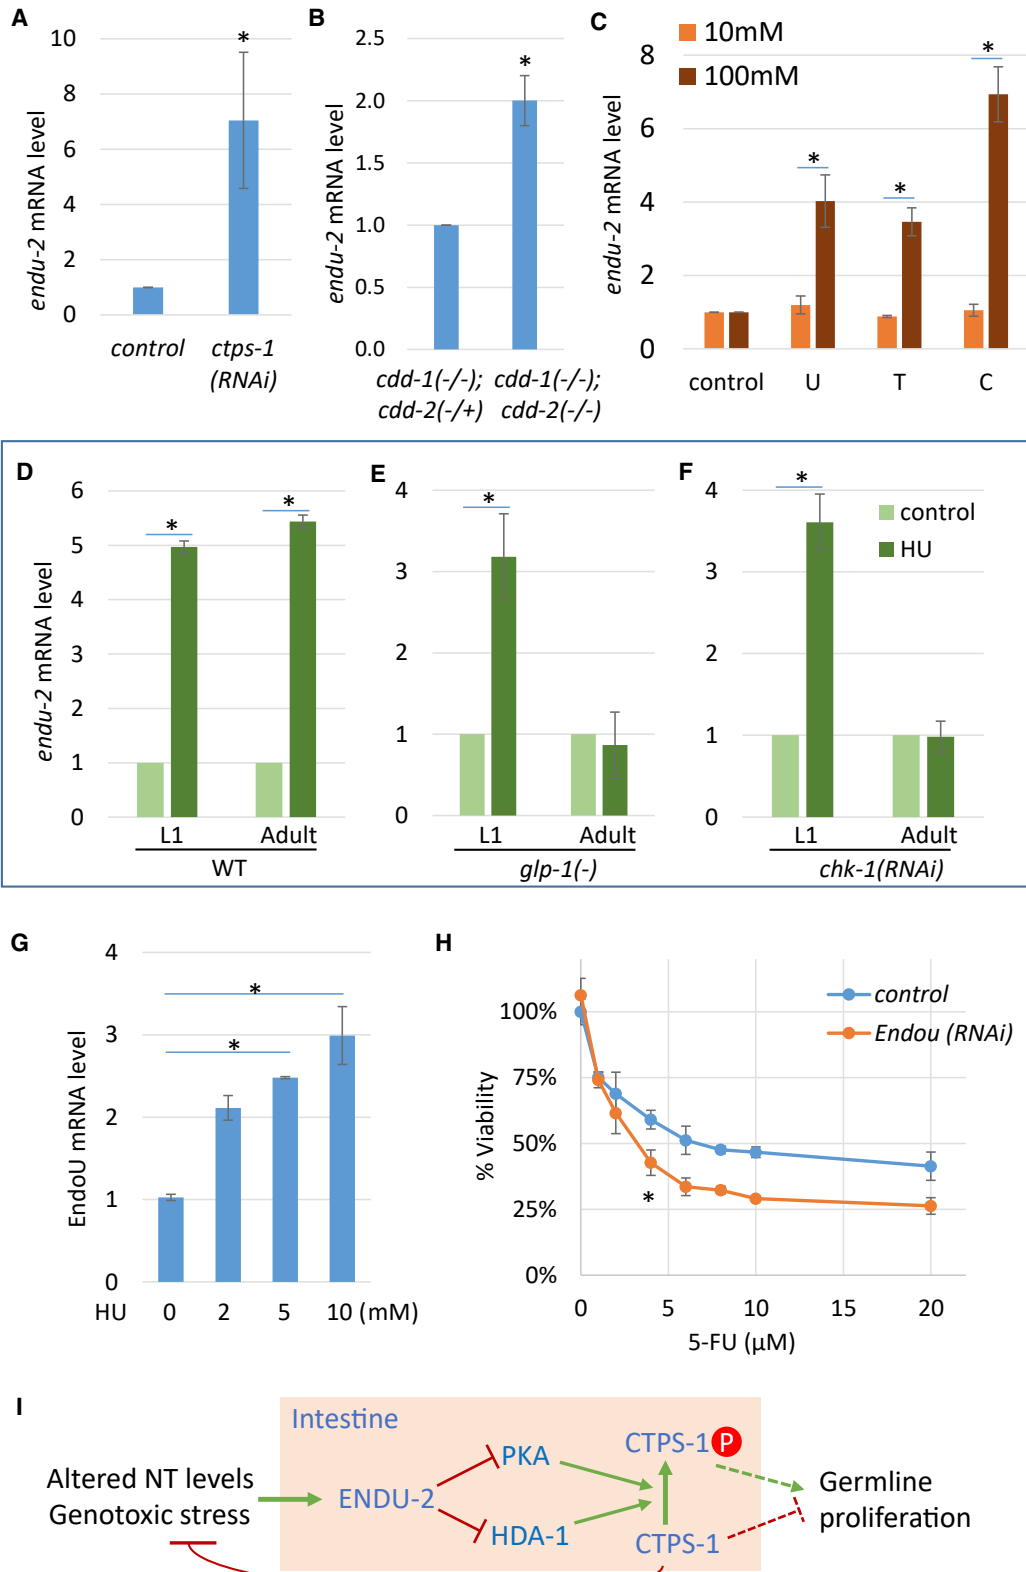 A
endu-2 mRNA level
10
8
6
4
2
0
*
control
ctps-1
(RNAi)
B
endu-2 mRNA level
2.5
2.0
1.5
1.0
0.5
0.0
*
cdd-1(-/-);
cdd-2(-/+)
cdd-1(-/-);
cdd-2(-/-)
C
10mM
100mM
endu-2 mRNA level
8
6
4
2
0
*
*
*
control U T C
D
endu-2 mRNA level
6
5
4
3
2
1
0
*
*
L1 Adult
WT
E
4
3
2
1
0
*
L1 Adult
glp-1(-)
F
4
3
2
1
0
*
control
HU
L1 Adult
chk-1(RNAi)
G
EndoU mRNA level
4
3
2
1
0
*
*
HU 0 2 5 10 (mM)
H
% Viability
100%
75%
50%
25%
0%
control
Endou (RNAi)
*
0 5 10 15 20
5-FU (µM)
I
Intestine
Altered NT levels
Genotoxic stress
ENDU-2
PKA
HDA-1
CTPS-1 P
CTPS-1
Germline
proliferation